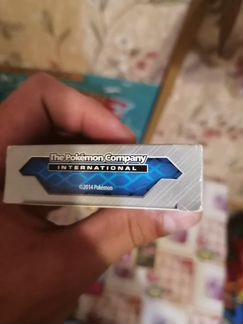 The Pokémon Company
INTERNATIONAL
©2014 Pokémon